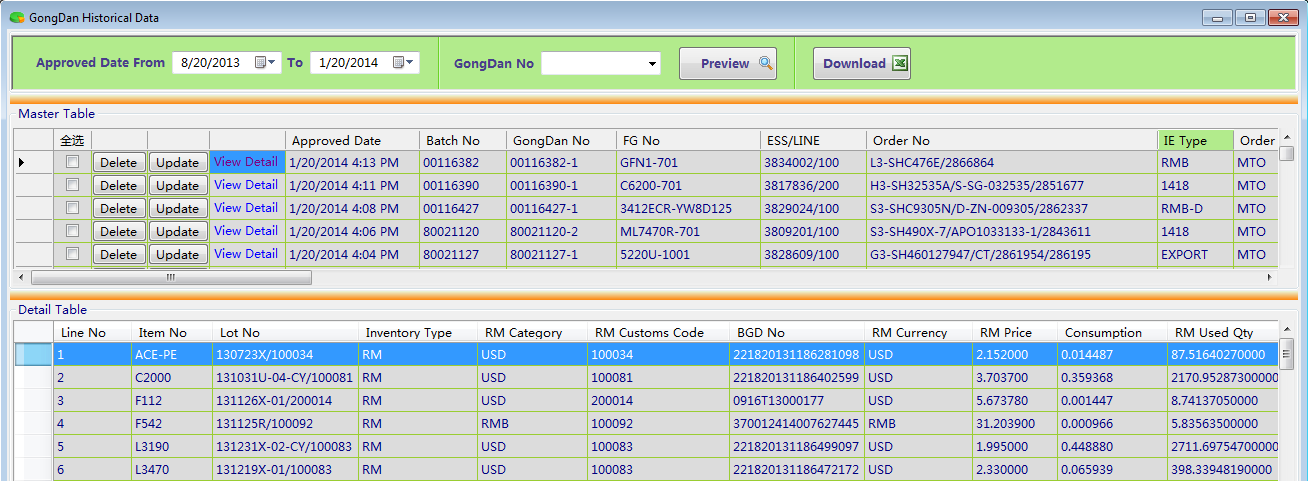 GongDan Historical Data
Approved Date From 8/20/2013 To 1/20/2014 GongDan No Preview Download
Master Table
全选 Approved Date Batch No GongDan No FG No ESS/LINE Order No IE Type Order
Delete Update View Detail 1/20/2014 4:13 PM 00116382 00116382-1 GFN1-701 3834002/100 L3-SHC476E/2866864 RMB MTO
Delete Update View Detail 1/20/2014 4:11 PM 00116390 00116390-1 C6200-701 3817836/200 H3-SH32535A/S-SG-032535/2851677 1418 MTO
Delete Update View Detail 1/20/2014 4:08 PM 00116427 00116427-1 3412ECR-YW8D125 3829024/100 S3-SHC9305N/D-ZN-009305/2862337 RMB-D MTO
Delete Update View Detail 1/20/2014 4:06 PM 80021120 80021120-2 ML7470R-701 3809201/100 S3-SH490X-7/APO1033133-1/2843611 1418 MTO
Delete Update View Detail 1/20/2014 4:04 PM 80021127 80021127-1 5220U-1001 3828609/100 G3-SH460127947/CT/2861954/286195 EXPORT MTO
Detail Table
Line No Item No Lot No Inventory Type RM Category RM Customs Code BGD No RM Currency RM Price Consumption RM Used Qty
1 ACE-PE 130723X/100034 RM USD 100034 221820131186281098 USD 2.152000 0.014487 87.51640270000
2 C2000 131031U-04-CY/100081 RM USD 100081 221820131186402599 USD 3.703700 0.359368 2170.95287300000
3 F112 131126X-01/200014 RM USD 200014 0916T13000177 USD 5.673780 0.001447 8.74137050000
4 F542 131125R/100092 RM RMB 100092 370012414007627445 RMB 31.203900 0.000966 5.83563500000
5 L3190 131231X-02-CY/100083 RM USD 100083 221820131186499097 USD 1.995000 0.448880 2711.69754700000
6 L3470 131219X-01/100083 RM USD 100083 221820131186472172 USD 2.330000 0.065939 398.33948190000